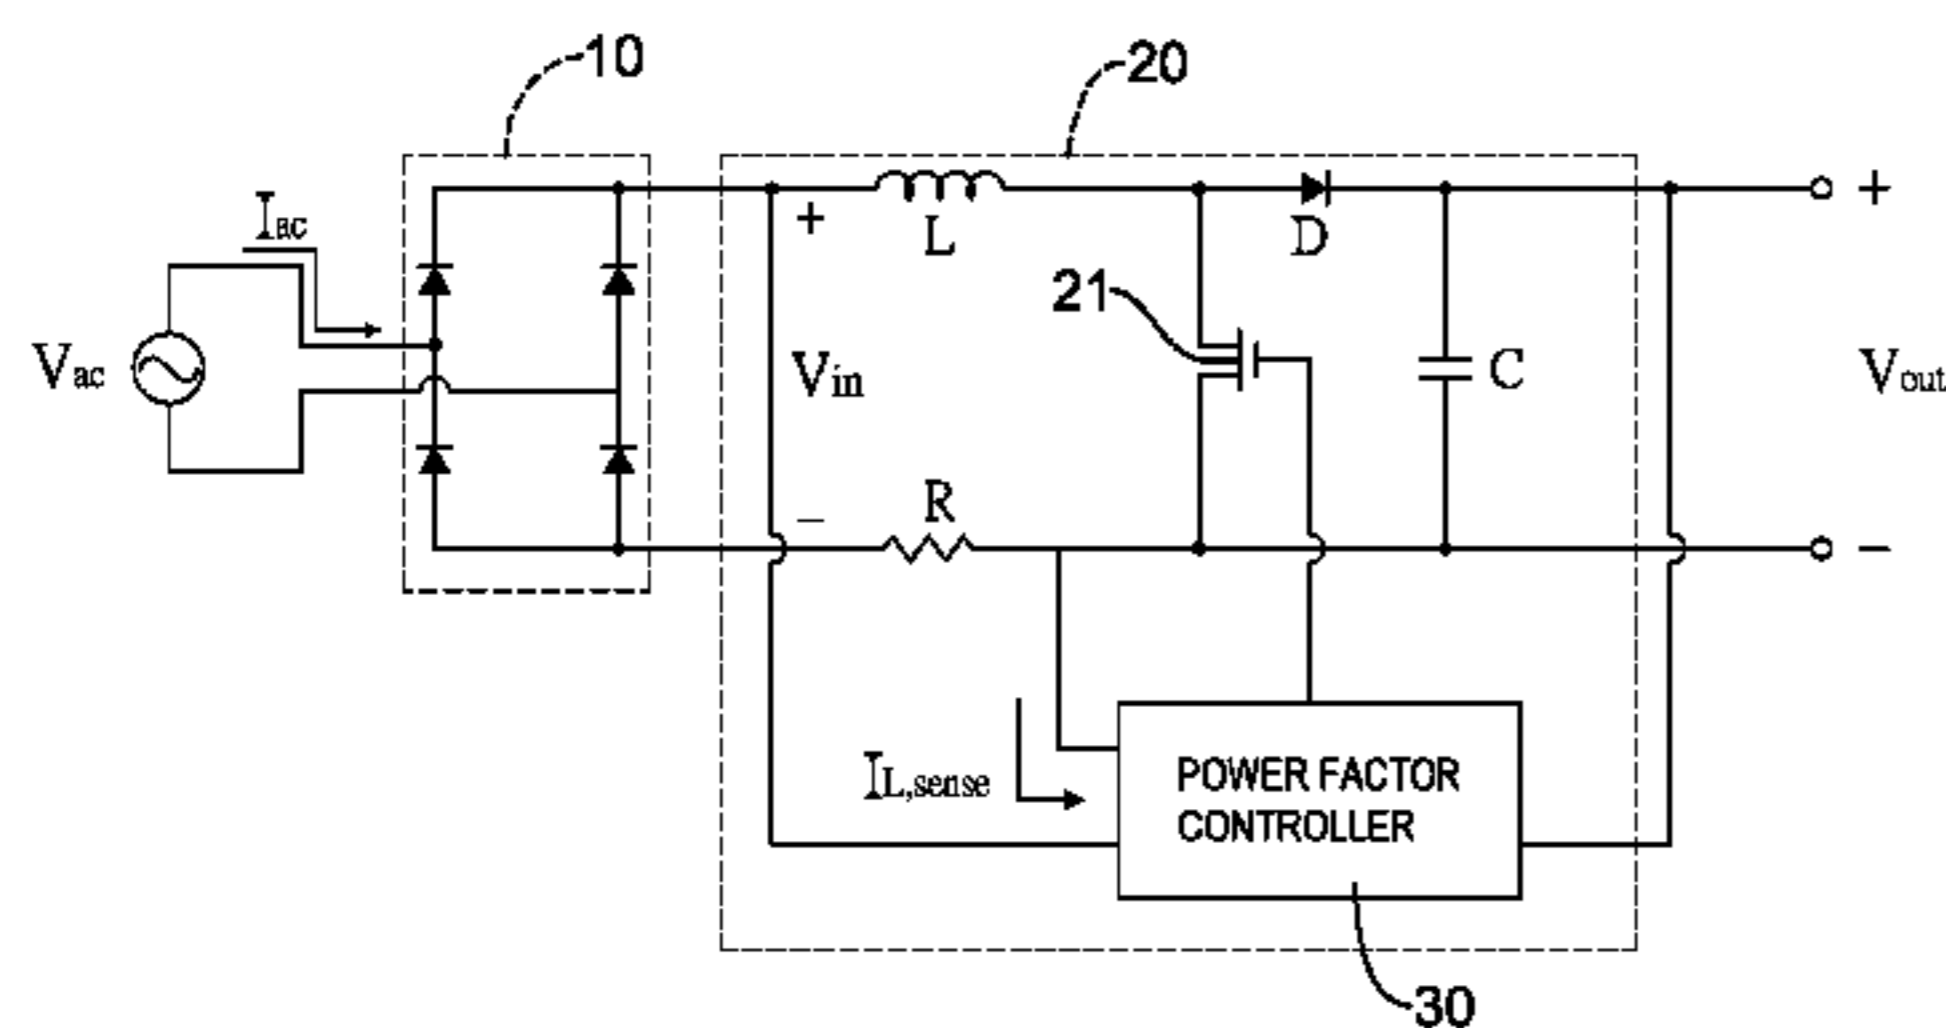 10
20
Iac
+
L
D
+
21
Vac
Vin
C
Vout
R
−
−
IL,sense
POWER FACTOR
CONTROLLER
30